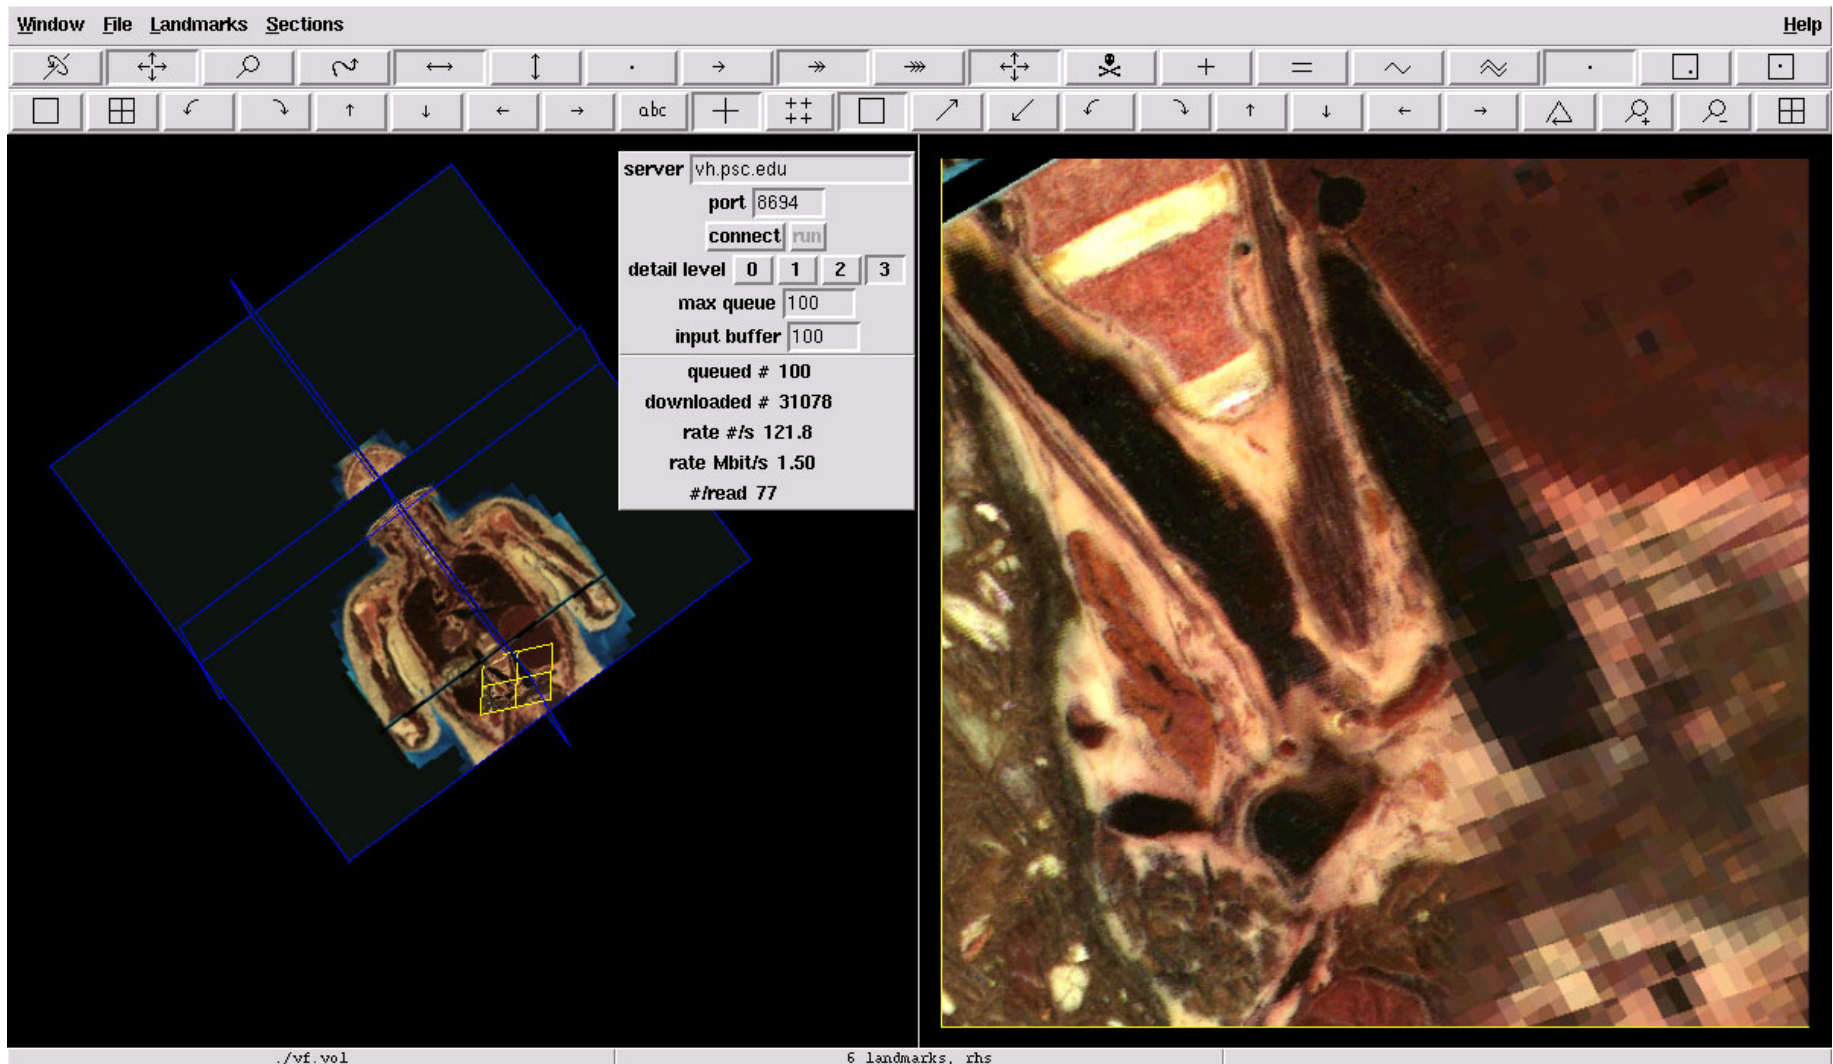 Window File Landmarks Sections Help
abc
server vh.psc.edu
port 8694
connect run
detail level 0 1 2 3
max queue 100
input buffer 100
queued # 100
downloaded # 31078
rate #/s 121.8
rate Mbit/s 1.50
#/read 77
./vf.vol 6 landmarks, rhs